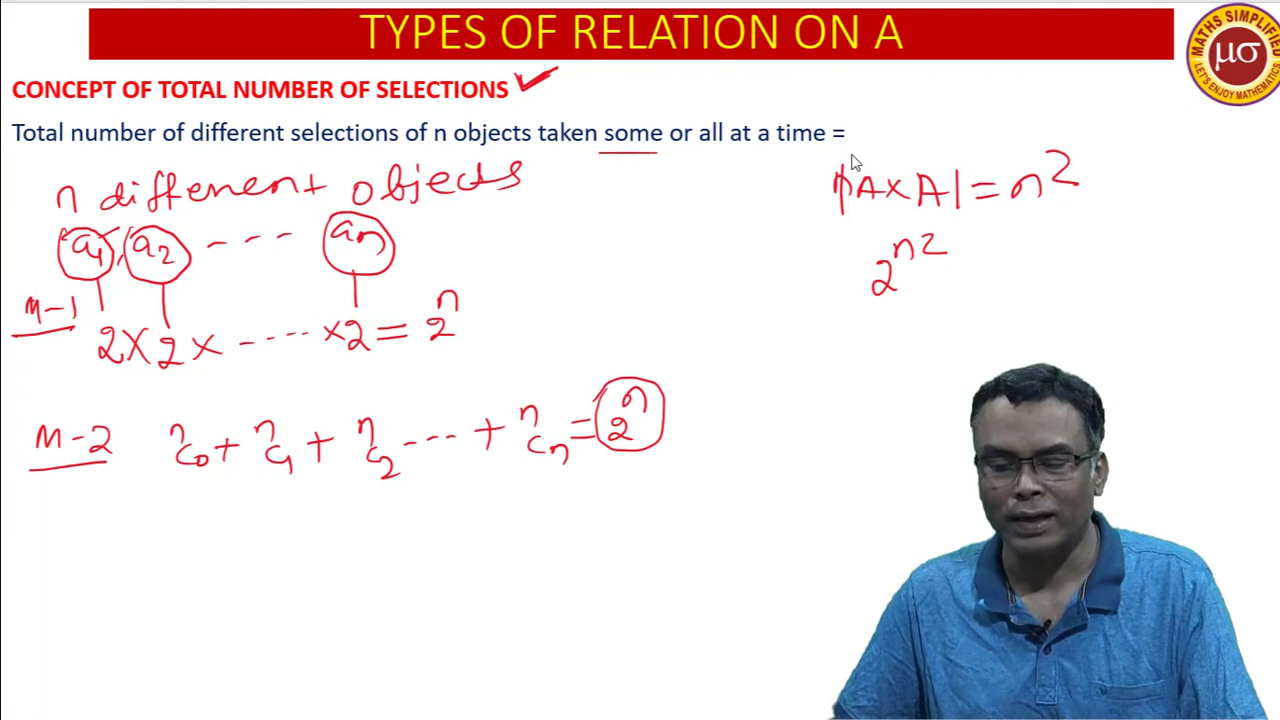 TYPES OF RELATION ON A
MATHS SIMPLIFIED
μσ
LET'S ENJOY MATHEMATICS
CONCEPT OF TOTAL NUMBER OF SELECTIONS ✓
Total number of different selections of n objects taken some or all at a time =
n different objects
a₁, a₂ ---- aₙ
M-1
2 × 2 × ----- × 2 = 2ⁿ
M-2 ⁿC₀ + ⁿC₁ + ⁿC₂ --- + ⁿCₙ = 2ⁿ
|A×A| = n²
2^n²